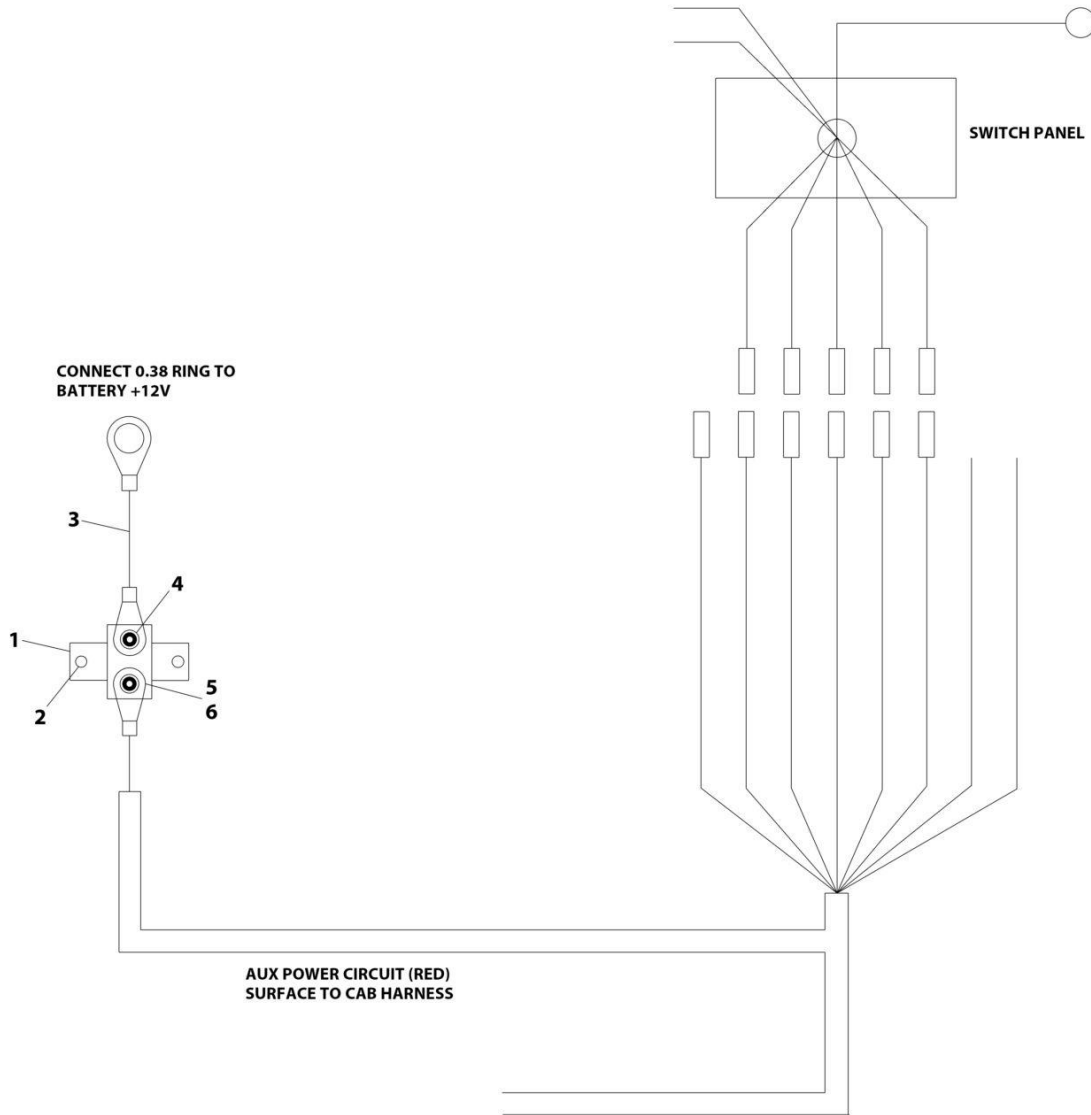 SWITCH PANEL
CONNECT 0.38 RING TO
BATTERY +12V
3
4
1
2
5
6
AUX POWER CIRCUIT (RED)
SURFACE TO CAB HARNESS